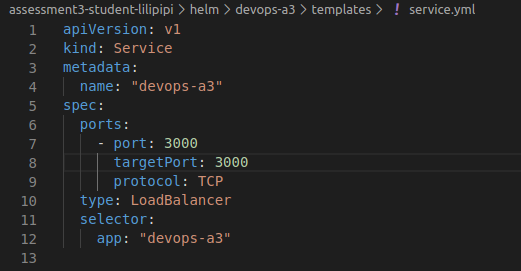 assessment3-student-lilipipi > helm > devops-a3 > templates > ! service.yml
1 apiVersion: v1
2 kind: Service
3 metadata:
4   name: "devops-a3"
5 spec:
6   ports:
7     - port: 3000
8       targetPort: 3000
9       protocol: TCP
10   type: LoadBalancer
11   selector:
12     app: "devops-a3"